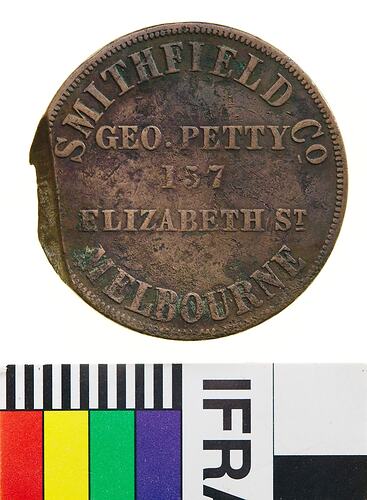 SMITHFIELD Co
GEO. PETTY
157
ELIZABETH ST
MELBOURNE
IFRA